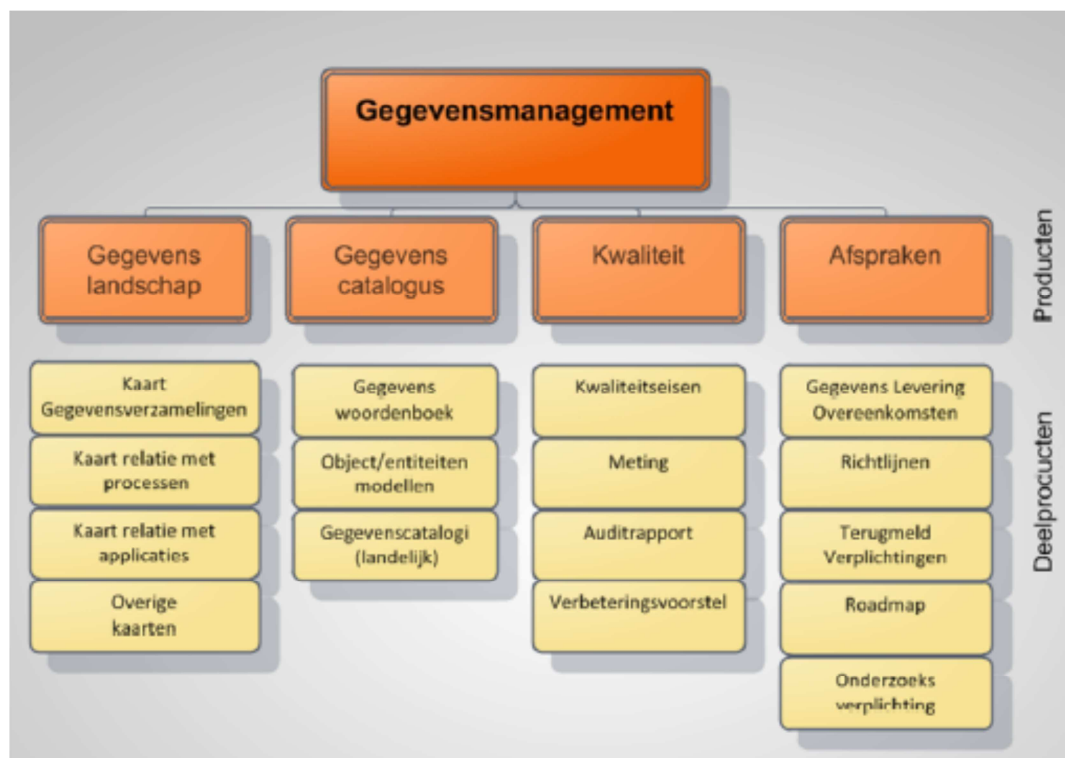 Gegevensmanagement
Gegevens
landschap
Gegevens
catalogus
Kwaliteit
Afspraken
Producten
Kaart
Gegevensverzamelingen
Kaart relatie met
processen
Kaart relatie met
applicaties
Overige
kaarten
Gegevens
woordenboek
Object/entiteiten
modellen
Gegevenscatalogi
(landelijk)
Kwaliteitseisen
Meting
Auditrapport
Verbeteringsvoorstel
Gegevens Levering
Overeenkomsten
Richtlijnen
Terugmeld
Verplichtingen
Roadmap
Onderzoeks
verplichting
Deelprocucten